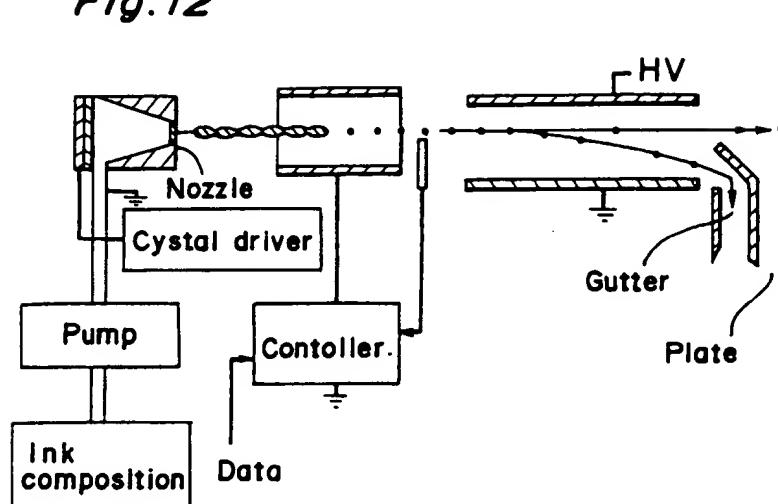 Fig. 12
HV
Nozzle
Cystal driver
Gutter
Pump
Contoller.
Plate
Ink
composition
Data